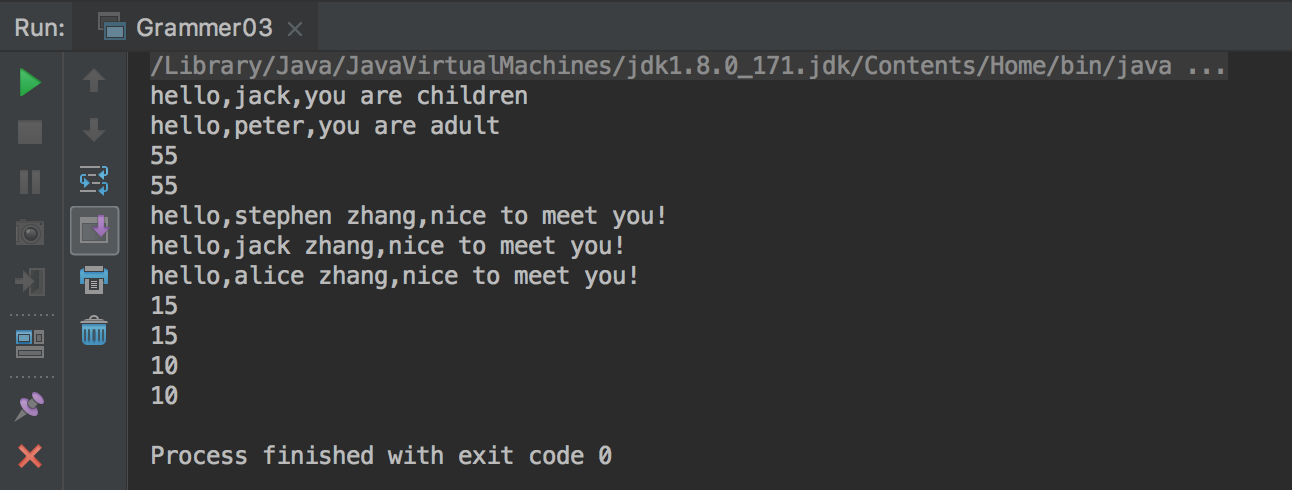 Run: Grammer03
/Library/Java/JavaVirtualMachines/jdk1.8.0_171.jdk/Contents/Home/bin/java ...
hello,jack,you are children
hello,peter,you are adult
55
55
hello,stephen zhang,nice to meet you!
hello,jack zhang,nice to meet you!
hello,alice zhang,nice to meet you!
15
15
10
10
Process finished with exit code 0